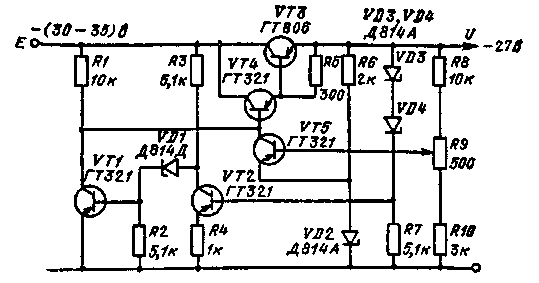 -(30-35)В
E
VT3
ГТ806
VD3, VD4
Д814А
U
-27В
R1
10к
R3
5,1к
VT4
ГТ321
R5
300
R6
2к
VD3
R8
10к
VD4
VD1
Д814Д
VT5
ГТ321
R9
500
VT1
ГТ321
VT2
ГТ321
R2
5,1к
R4
1к
VD2
Д814А
R7
5,1к
R10
3к